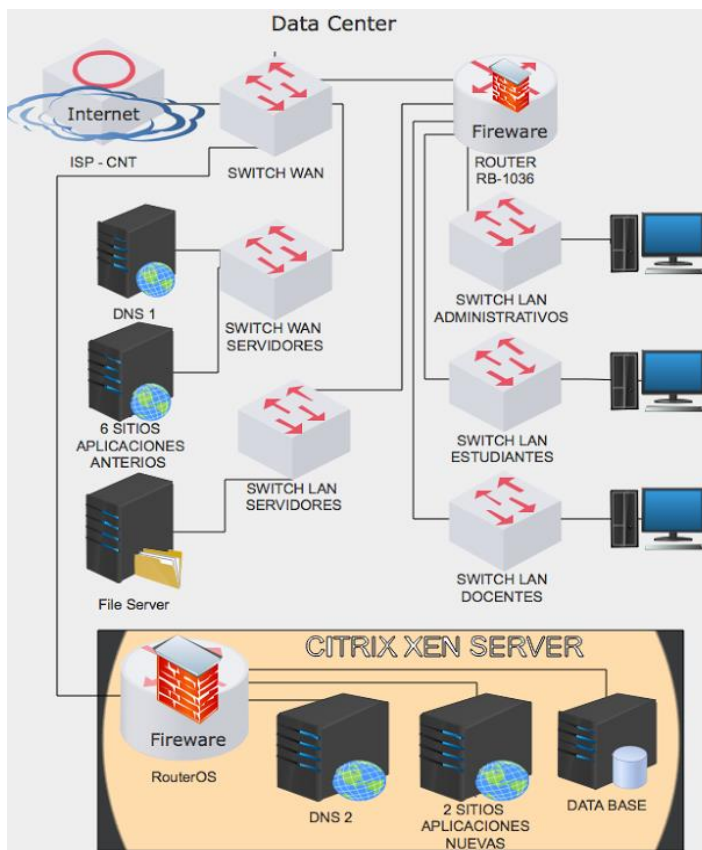 Data Center
Internet
ISP - CNT
SWITCH WAN
Fireware
ROUTER
RB-1036
DNS 1
SWITCH WAN
SERVIDORES
SWITCH LAN
ADMINISTRATIVOS
6 SITIOS
APLICACIONES
ANTERIOS
SWITCH LAN
SERVIDORES
SWITCH LAN
ESTUDIANTES
File Server
SWITCH LAN
DOCENTES
CITRIX XEN SERVER
Fireware
RouterOS
DNS 2
2 SITIOS
APLICACIONES
NUEVAS
DATA BASE